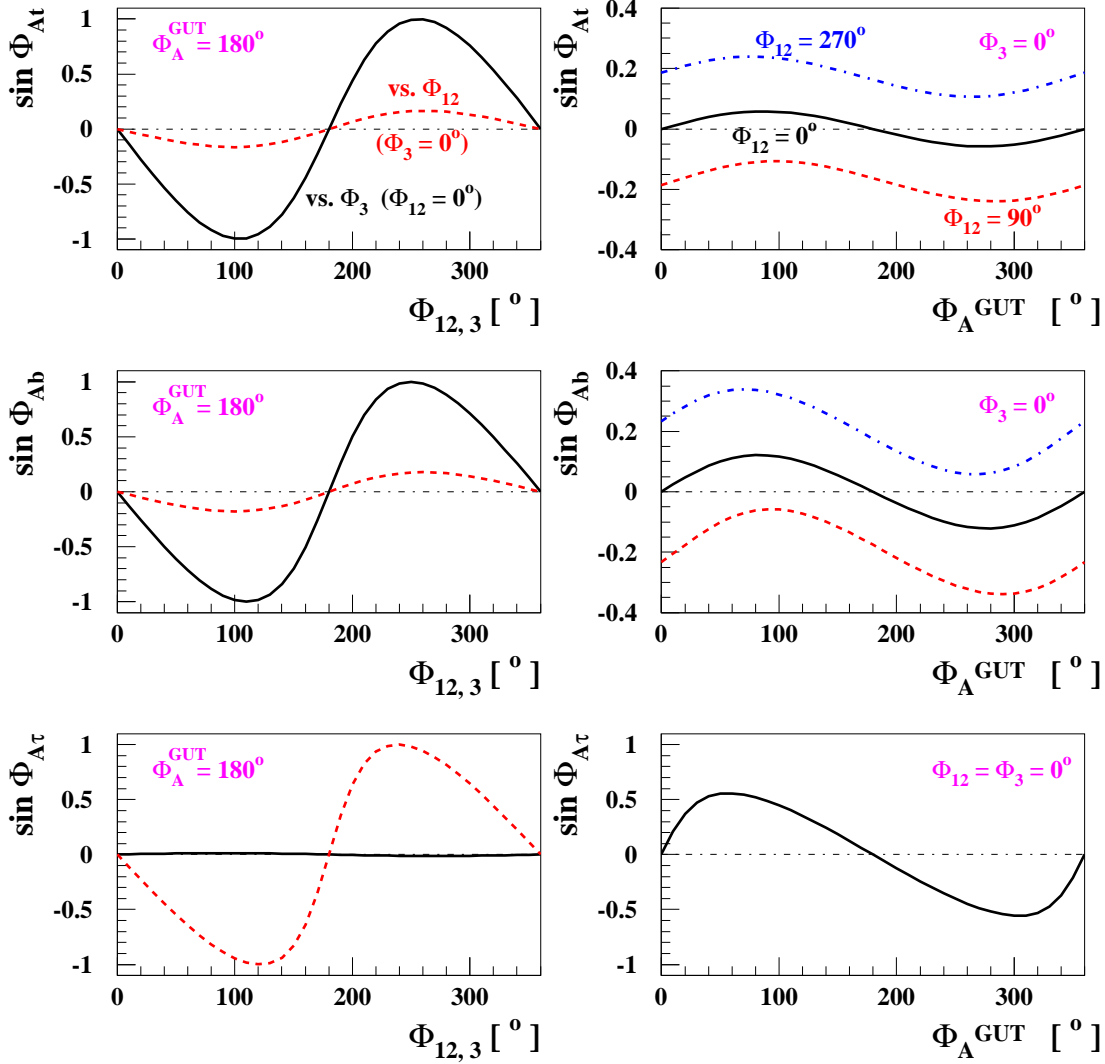 sin Φ_At
1
0.5
0
-0.5
-1
Φ_A^GUT = 180°
vs. Φ_12
(Φ_3 = 0°)
vs. Φ_3 (Φ_12 = 0°)
0 100 200 300
Φ_12, 3 [ ° ]
sin Φ_At
0.4
0.2
0
-0.2
-0.4
Φ_12 = 270°
Φ_3 = 0°
Φ_12 = 0°
Φ_12 = 90°
0 100 200 300
Φ_A^GUT [ ° ]
sin Φ_Ab
1
0.5
0
-0.5
-1
Φ_A^GUT = 180°
0 100 200 300
Φ_12, 3 [ ° ]
sin Φ_Ab
0.4
0.2
0
-0.2
-0.4
Φ_3 = 0°
0 100 200 300
Φ_A^GUT [ ° ]
sin Φ_Aτ
1
0.5
0
-0.5
-1
Φ_A^GUT = 180°
0 100 200 300
Φ_12, 3 [ ° ]
sin Φ_Aτ
1
0.5
0
-0.5
-1
Φ_12 = Φ_3 = 0°
0 100 200 300
Φ_A^GUT [ ° ]